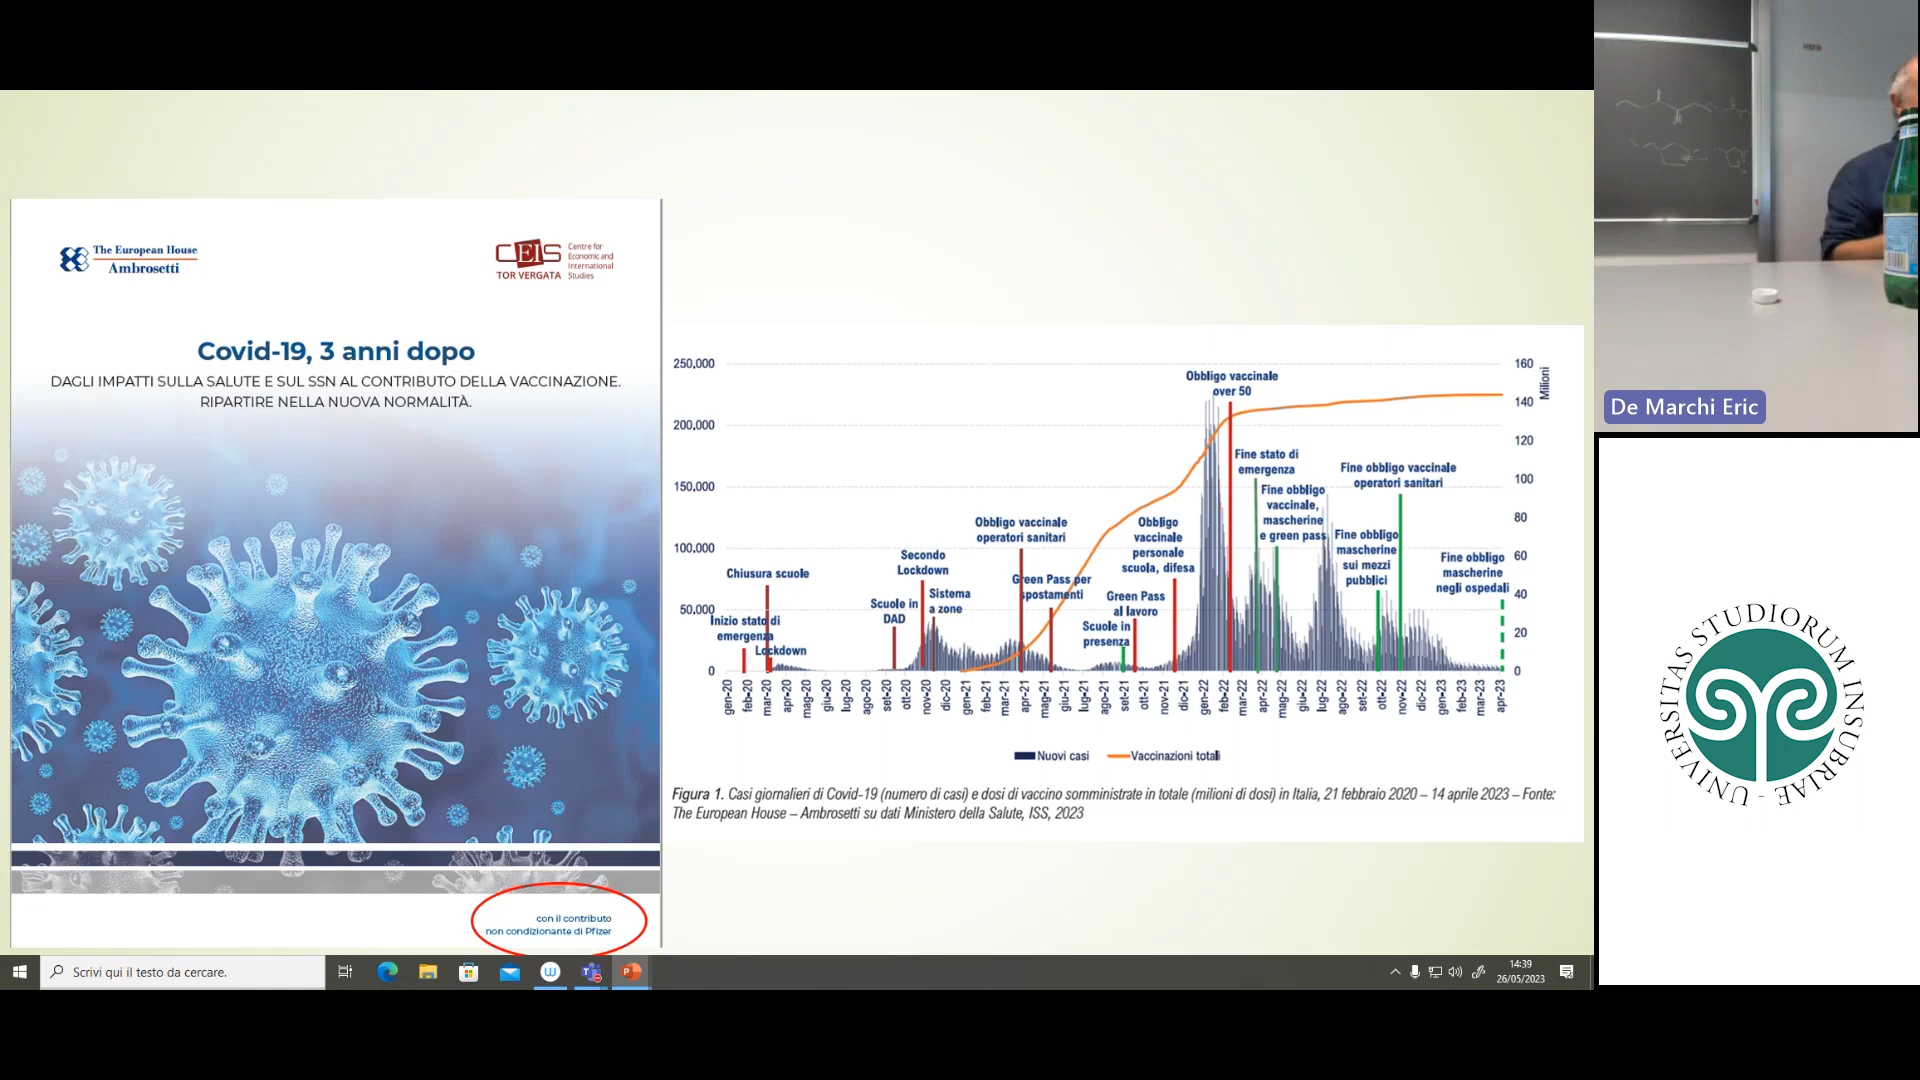 The European House
Ambrosetti
CEIS
TOR VERGATA
Centre for
Economic and
International
Studies
Covid-19, 3 anni dopo
DAGLI IMPATTI SULLA SALUTE E SUL SSN AL CONTRIBUTO DELLA VACCINAZIONE.
RIPARTIRE NELLA NUOVA NORMALITÀ.
con il contributo
non condizionante di Pfizer
250,000
200,000
150,000
100,000
50,000
0
160
140
120
100
80
60
40
20
0
Milioni
Inizio stato di
emergenza
Chiusura scuole
Lockdown
Scuole in
DAD
Secondo
Lockdown
Sistema
a zone
Obbligo vaccinale
operatori sanitari
Green Pass per
spostamenti
Scuole in
presenza
Green Pass
al lavoro
Obbligo
vaccinale
personale
scuola, difesa
Obbligo vaccinale
over 50
Fine stato di
emergenza
Fine obbligo
vaccinale,
mascherine
e green pass
Fine obbligo
mascherine
sui mezzi
pubblici
Fine obbligo vaccinale
operatori sanitari
Fine obbligo
mascherine
negli ospedali
gen-20
feb-20
mar-20
apr-20
mag-20
giu-20
lug-20
ago-20
set-20
ott-20
nov-20
dic-20
gen-21
feb-21
mar-21
apr-21
mag-21
giu-21
lug-21
ago-21
set-21
ott-21
nov-21
dic-21
gen-22
feb-22
mar-22
apr-22
mag-22
giu-22
lug-22
ago-22
set-22
ott-22
nov-22
dic-22
gen-23
feb-23
mar-23
apr-23
Nuovi casi
Vaccinazioni totali
Figura 1. Casi giornalieri di Covid-19 (numero di casi) e dosi di vaccino somministrate in totale (milioni di dosi) in Italia, 21 febbraio 2020 – 14 aprile 2023 – Fonte:
The European House – Ambrosetti su dati Ministero della Salute, ISS, 2023
Scrivi qui il testo da cercare.
14:39
26/05/2023
De Marchi Eric
UNIVERSITAS STUDIORUM INSUBRIAE